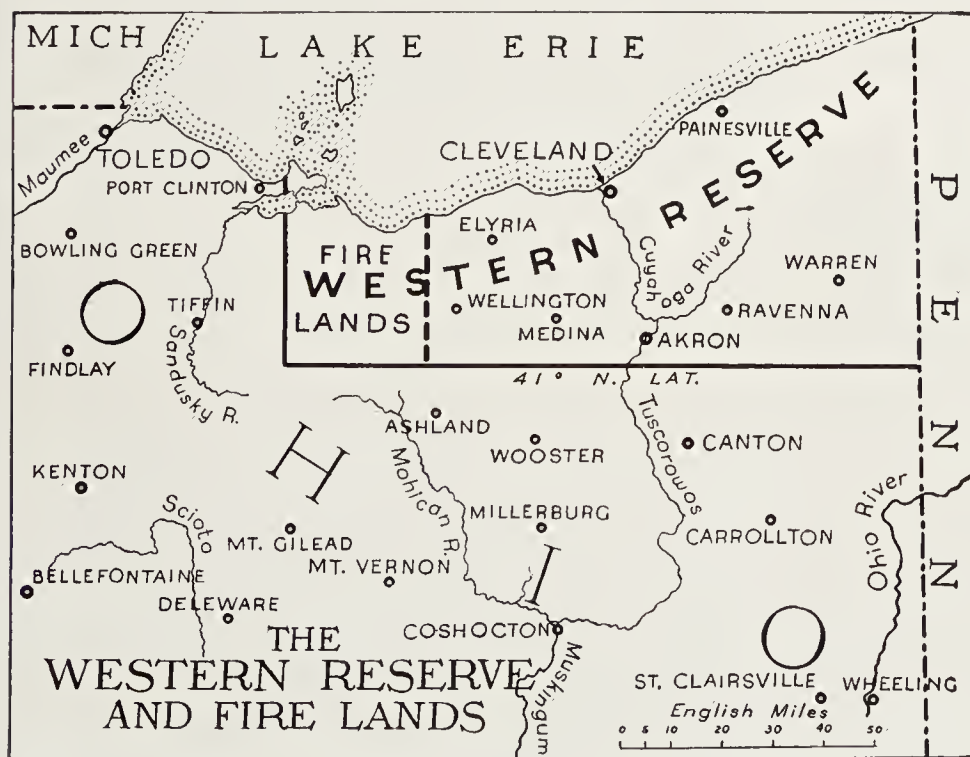 MICH
LAKE ERIE
PENN
Maumee
TOLEDO
PORT CLINTON
CLEVELAND
PAINESVILLE
WESTERN RESERVE
BOWLING GREEN
FIRE
LANDS
ELYRIA
Cuyahoga River
WARREN
TIFFIN
WELLINGTON
MEDINA
RAVENNA
AKRON
FINDLAY
Sandusky R.
41° N. LAT.
OHIO
ASHLAND
WOOSTER
Tuscorowos
CANTON
KENTON
Mohican R.
Scioto
MT. GILEAD
MILLERBURG
CARROLLTON
Ohio River
MT. VERNON
BELLEFONTAINE
DELEWARE
COSHOCTON
Muskingum
THE
WESTERN RESERVE
AND FIRE LANDS
ST. CLAIRSVILLE
WHEELING
English Miles
0 5 10 20 30 40 50